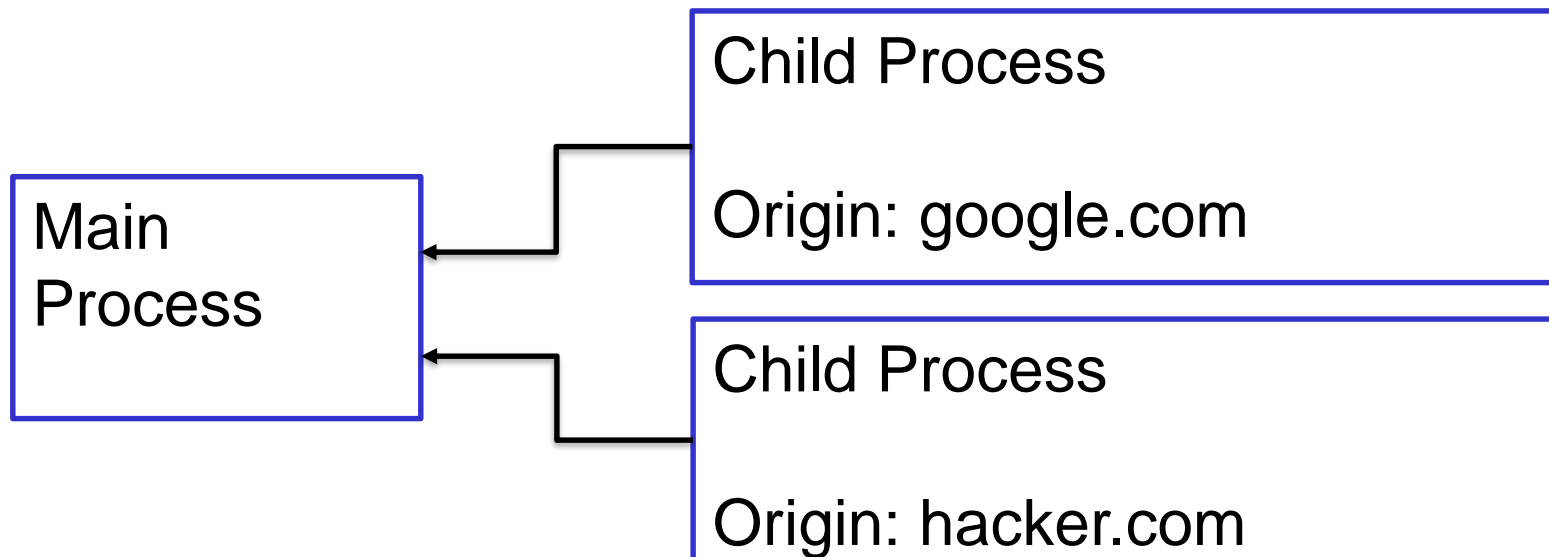 Main
Process
Child Process
Origin: google.com
Child Process
Origin: hacker.com